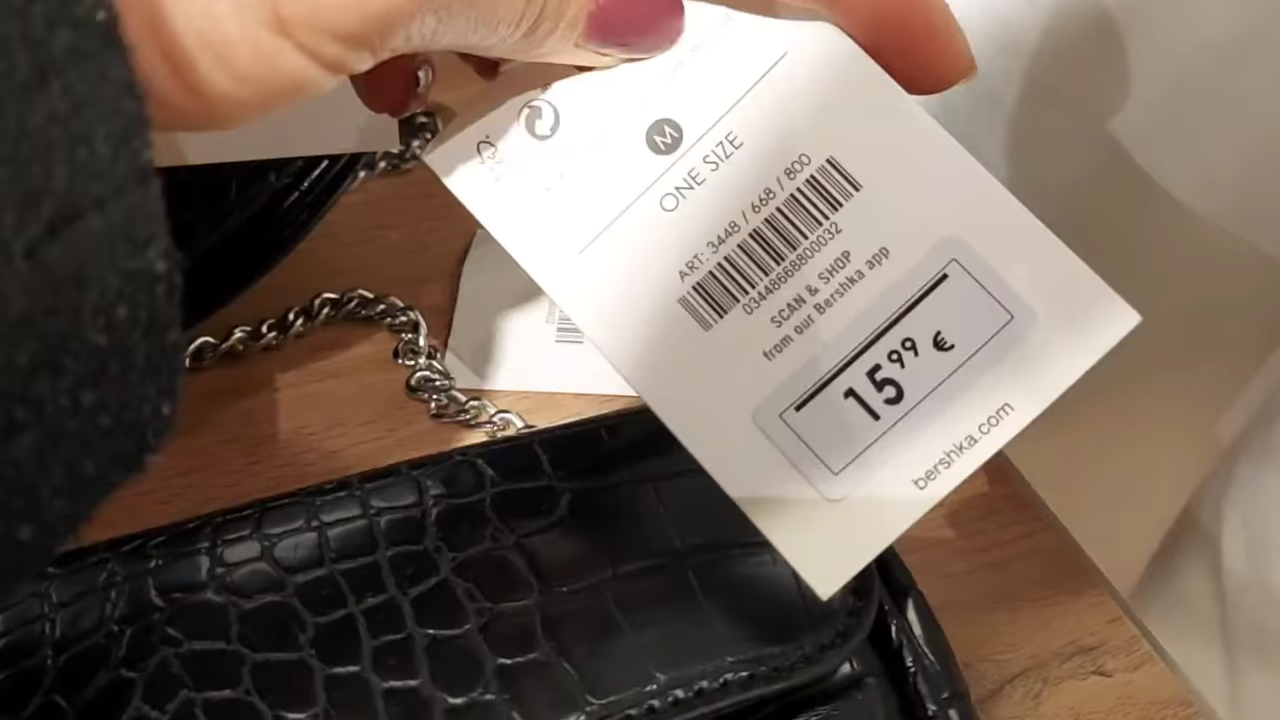 M
ONE SIZE
ART: 3448 / 668 / 800
03448668800032
SCAN & SHOP
from our Bershka app
15⁹⁹ €
bershka.com